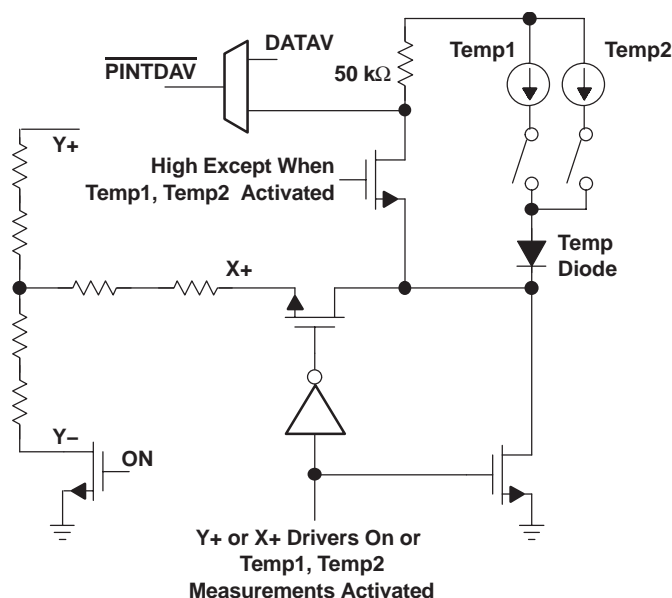 DATAV
Temp1
Temp2
PINTDAV
50 kΩ
Y+
High Except When
Temp1, Temp2 Activated
Temp
Diode
X+
Y–
ON
Y+ or X+ Drivers On or
Temp1, Temp2
Measurements Activated